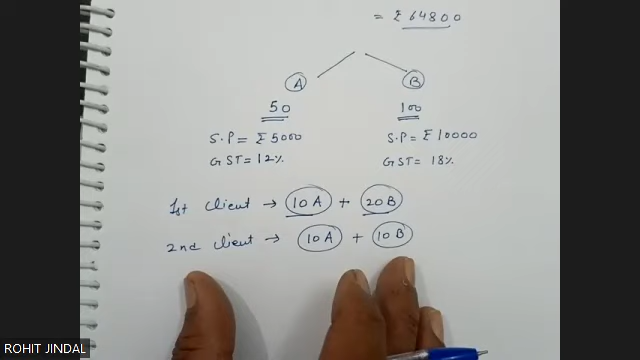 = ₹ 64800
A B
50 100
S.P = ₹ 5000 S.P = ₹ 10000
GST = 12% GST = 18%
1st Client → 10 A + 20 B
2nd Client → 10 A + 10 B
ROHIT JINDAL